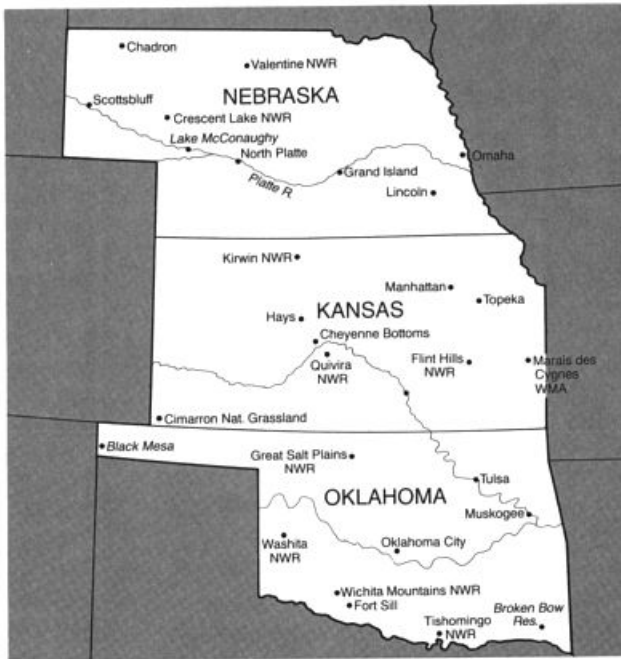 Chadron
Valentine NWR
NEBRASKA
Scottsbluff
Crescent Lake NWR
Lake McConaughy
North Platte
Platte R.
Grand Island
Omaha
Lincoln
Kirwin NWR
Manhattan
Topeka
KANSAS
Hays
Cheyenne Bottoms
Quivira
NWR
Flint Hills
NWR
Marais des
Cygnes
WMA
Cimarron Nat. Grassland
Black Mesa
Great Salt Plains
NWR
Tulsa
OKLAHOMA
Muskogee
Washita
NWR
Oklahoma City
Wichita Mountains NWR
Fort Sill
Tishomingo
NWR
Broken Bow
Res.